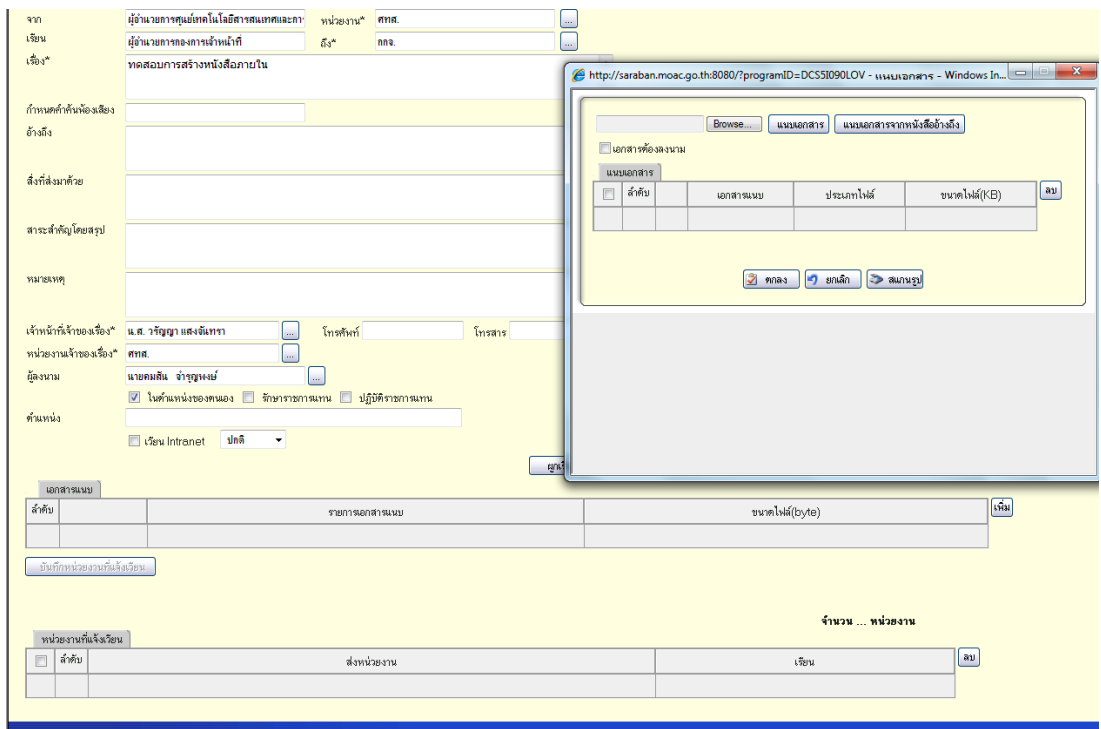 จาก ผู้อำนวยการศูนย์เทคโนโลยีสารสนเทศและกา หน่วยงาน* ศทส. ...
เรียน ผู้อำนวยการกองการเจ้าหน้าที่ ถึง* กกจ. ...
เรื่อง* ทดสอบการสร้างหนังสือภายใน
กำหนดคำค้นพ้องเสียง
อ้างถึง
สิ่งที่ส่งมาด้วย
สาระสำคัญโดยสรุป
หมายเหตุ
เจ้าหน้าที่เจ้าของเรื่อง* น.ส. วรัญญา แสงจันทรา ... โทรศัพท์ โทรสาร
หน่วยงานเจ้าของเรื่อง* ศทส. ...
ผู้ลงนาม นายคมสัน จำรูญพงษ์ ...
ในตำแหน่งของตนเอง รักษาราชการแทน ปฏิบัติราชการแทน
ตำแหน่ง
เวียน Intranet ปกติ
http://saraban.moac.go.th:8080/?programID=DCS5I090LOV - แนบเอกสาร - Windows In...
Browse... แนบเอกสาร แนบเอกสารจากหนังสืออ้างถึง
เอกสารต้องลงนาม
แนบเอกสาร
ลำดับ เอกสารแนบ ประเภทไฟล์ ขนาดไฟล์(KB) ลบ
ตกลง ยกเลิก สแกนรูป
เอกสารแนบ
ลำดับ รายการเอกสารแนบ ขนาดไฟล์(byte) เพิ่ม
บันทึกหน่วยงานที่แจ้งเวียน
จำนวน ... หน่วยงาน
หน่วยงานที่แจ้งเวียน
ลำดับ ส่งหน่วยงาน เรียน ลบ